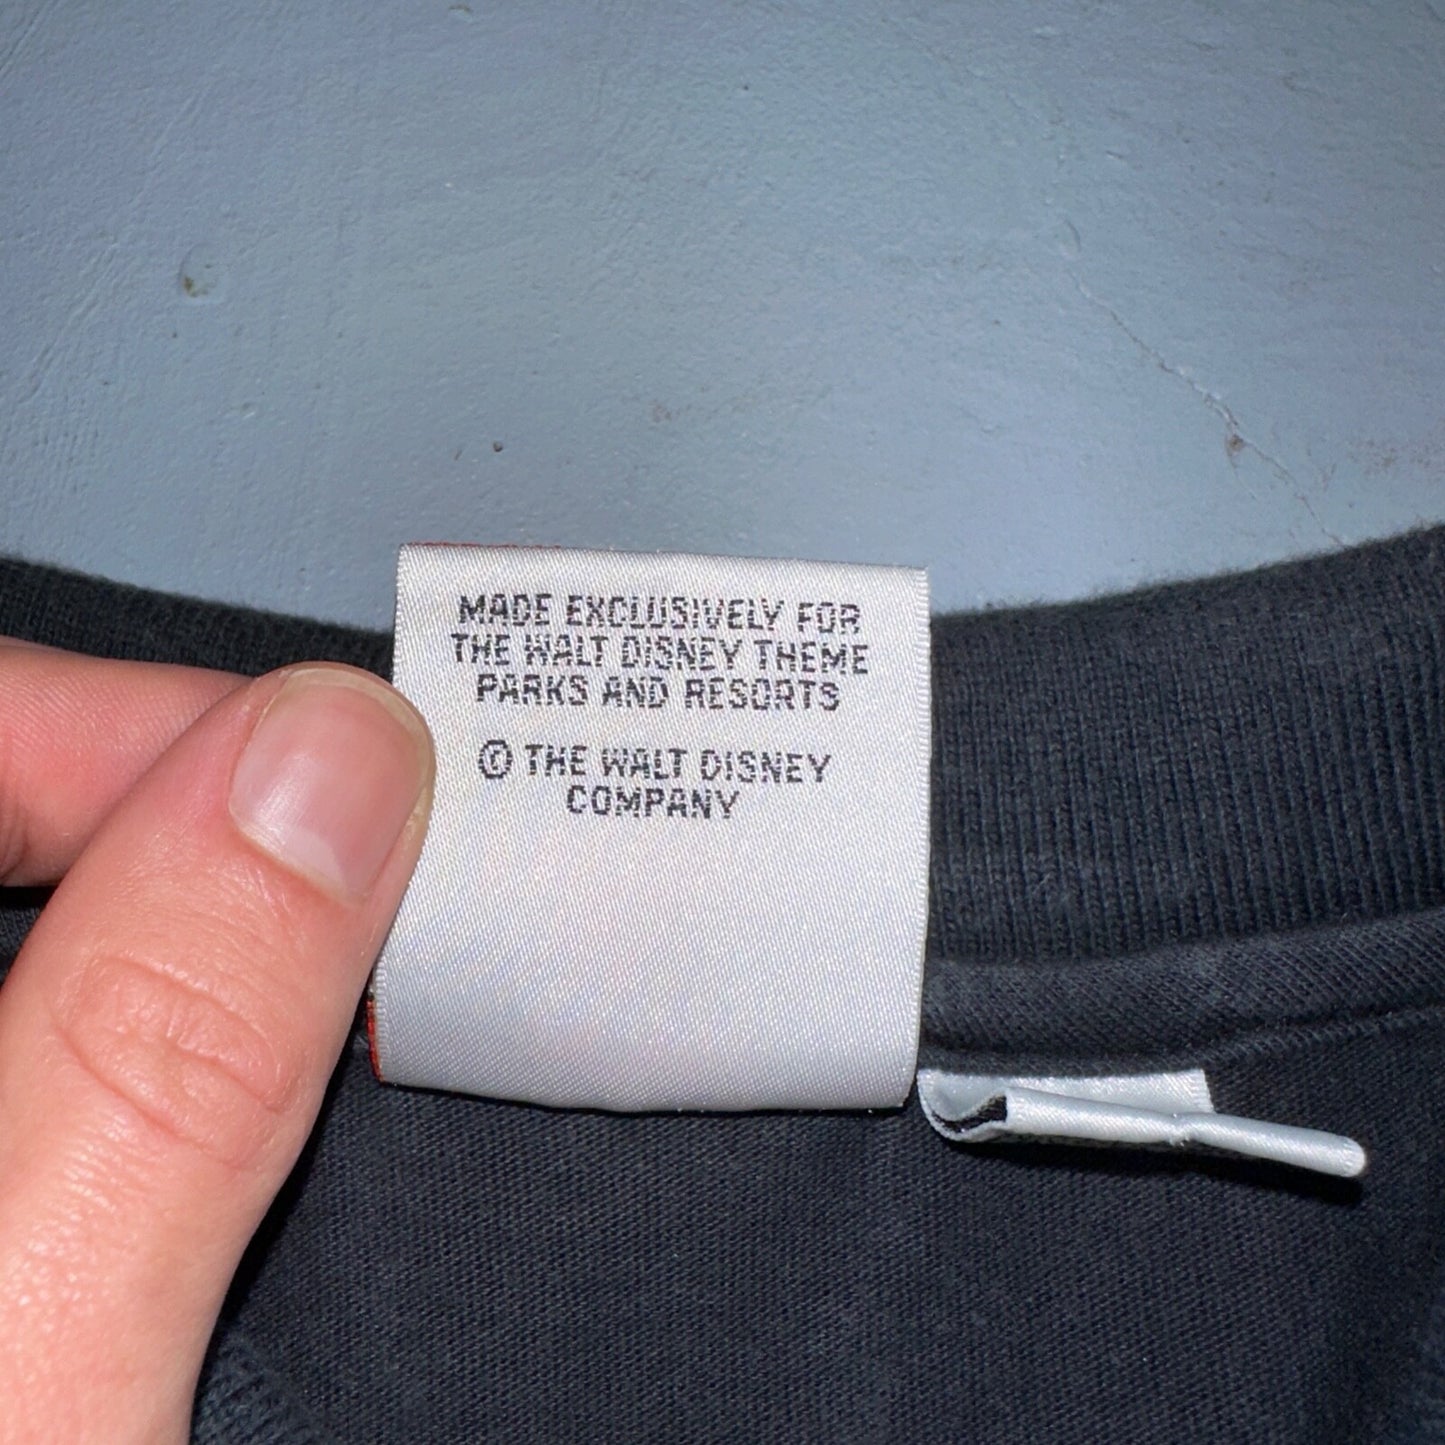 MADE EXCLUSIVELY FOR
THE WALT DISNEY THEME
PARKS AND RESORTS
© THE WALT DISNEY
COMPANY